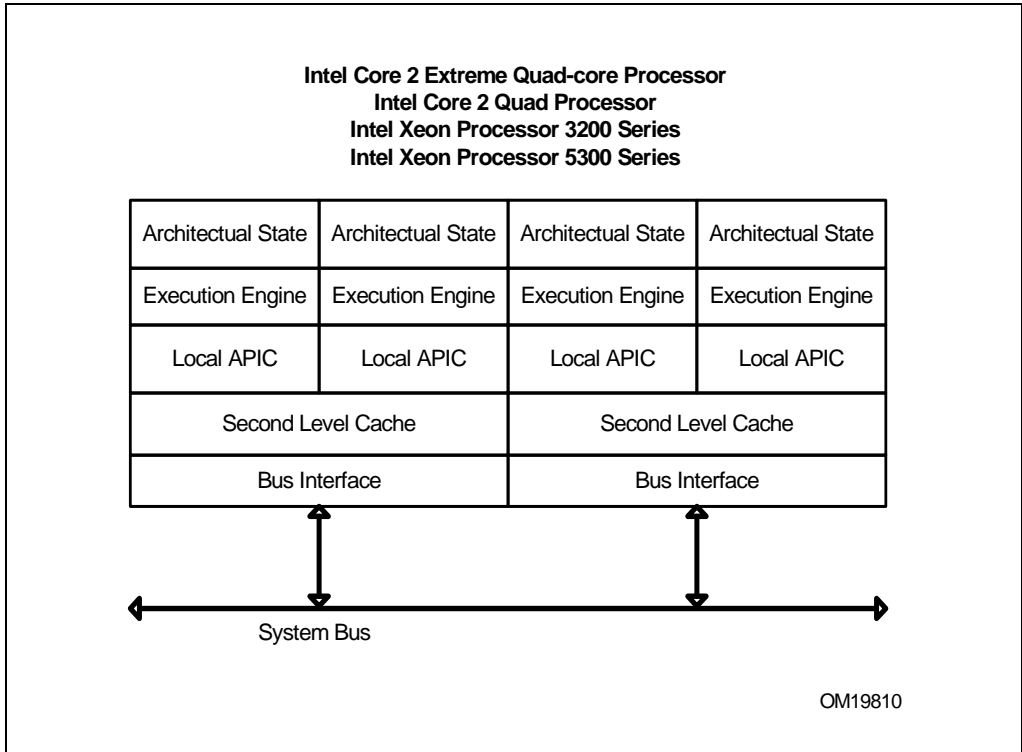 Intel Core 2 Extreme Quad-core Processor
Intel Core 2 Quad Processor
Intel Xeon Processor 3200 Series
Intel Xeon Processor 5300 Series
Architectual State Architectual State Architectual State Architectual State
Execution Engine Execution Engine Execution Engine Execution Engine
Local APIC Local APIC Local APIC Local APIC
Second Level Cache Second Level Cache
Bus Interface Bus Interface
System Bus
OM19810